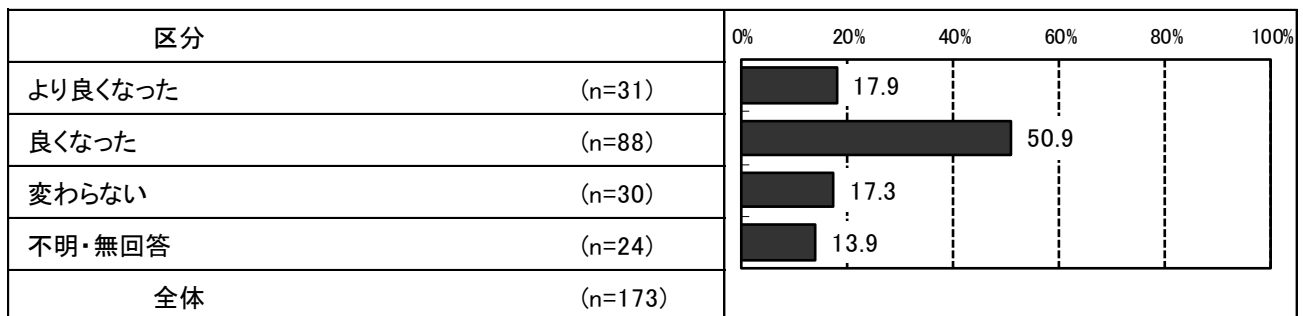 区分 0% 20% 40% 60% 80% 100%
より良くなった (n=31) 17.9
良くなった (n=88) 50.9
変わらない (n=30) 17.3
不明・無回答 (n=24) 13.9
全体 (n=173)